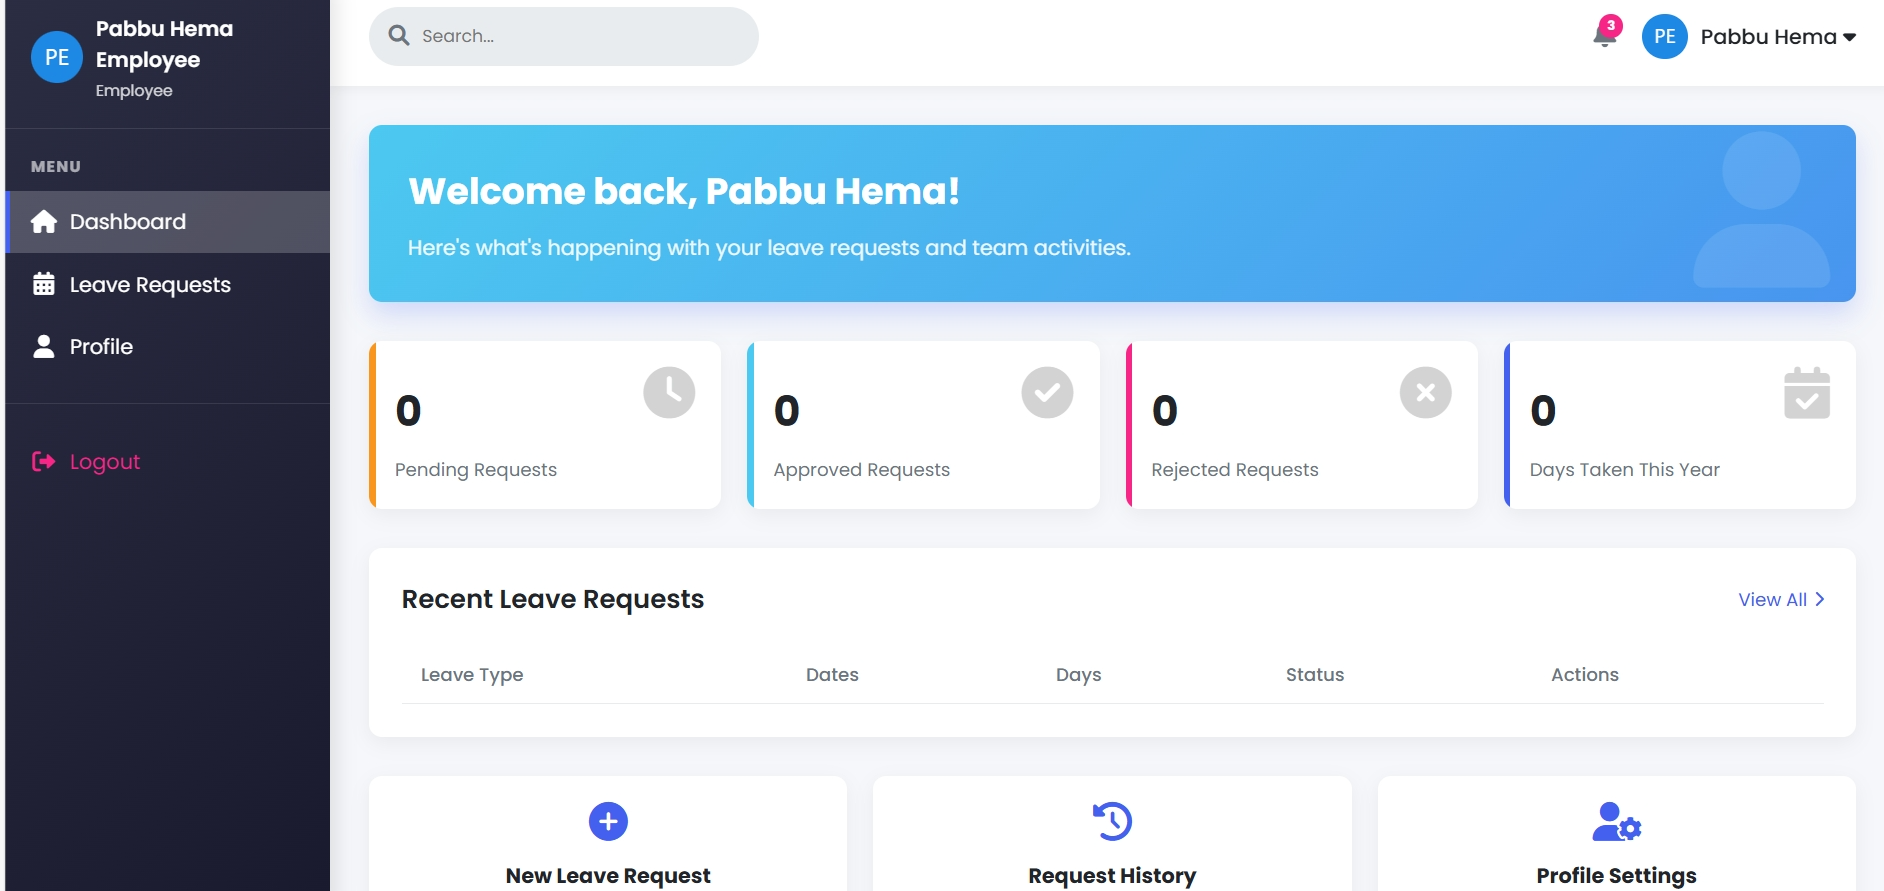 PE
Pabbu Hema
Employee
Employee
MENU
Dashboard
Leave Requests
Profile
Logout
Search...
3
PE
Pabbu Hema
Welcome back, Pabbu Hema!
Here's what's happening with your leave requests and team activities.
0
Pending Requests
0
Approved Requests
0
Rejected Requests
0
Days Taken This Year
Recent Leave Requests
View All
Leave Type Dates Days Status Actions
New Leave Request
Request History
Profile Settings